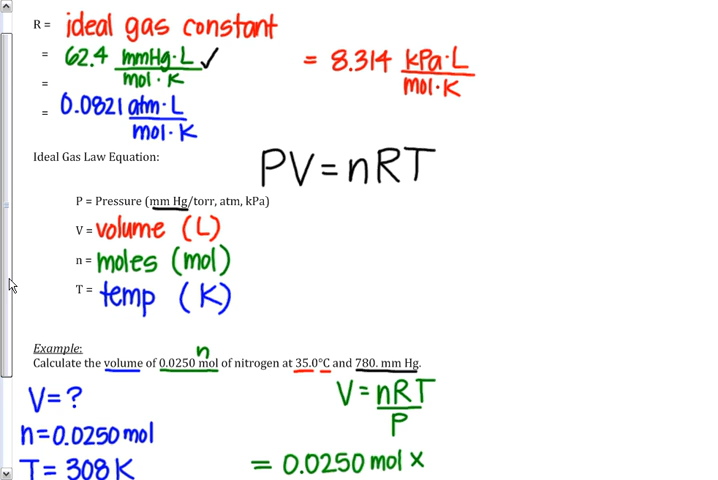 R = ideal gas constant
= 62.4 mmHg·L / mol·K ✓ = 8.314 kPa·L / mol·K
=
= 0.0821 atm·L / mol·K
Ideal Gas Law Equation:
PV = nRT
P = Pressure (mm Hg/torr, atm, kPa)
V = volume (L)
n = moles (mol)
T = temp (K)
Example:
n
Calculate the volume of 0.0250 mol of nitrogen at 35.0°C and 780. mm Hg.
V = ?
V = nRT / P
n = 0.0250 mol
T = 308 K
= 0.0250 mol x